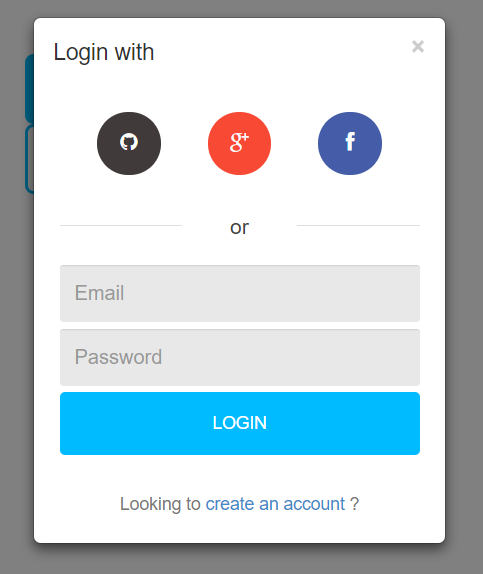 Login with ×
g+ f
or
Email
Password
LOGIN
Looking to create an account ?